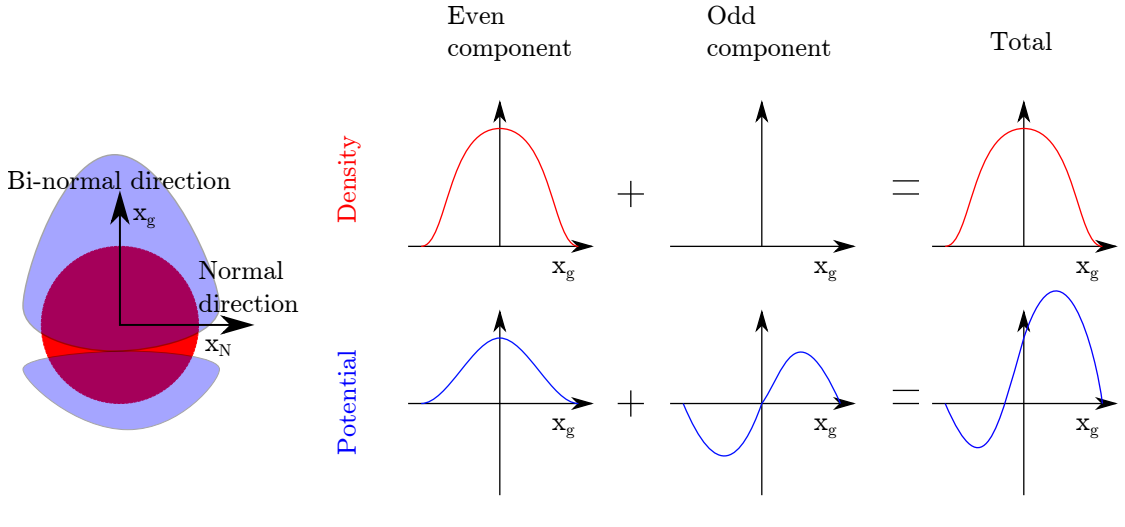 Even
component
Odd
component
Total
Bi-normal direction
x_g
Normal
direction
x_N
Density
+
=
x_g
x_g
x_g
Potential
+
=
x_g
x_g
x_g